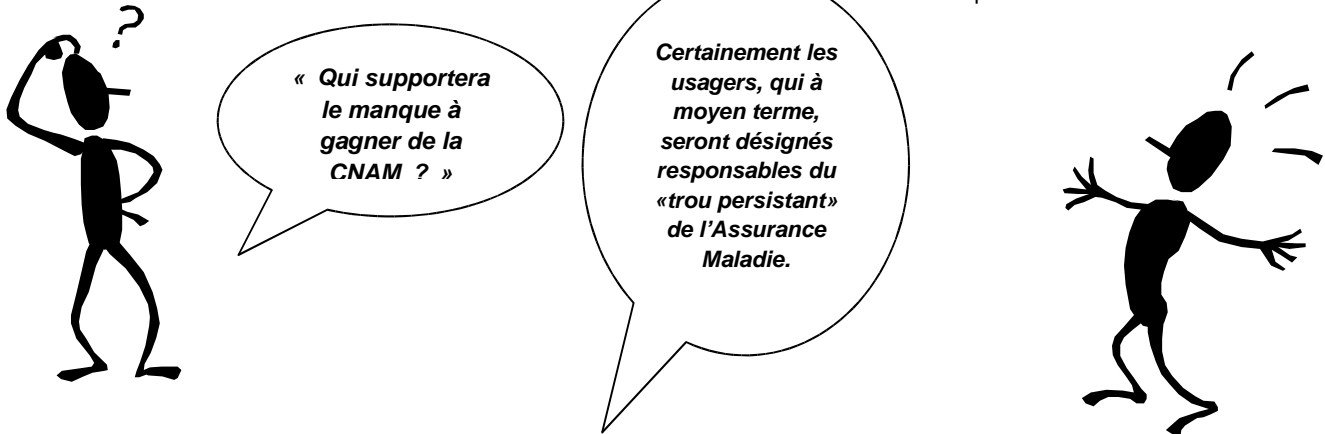 ?
« Qui supportera
le manque à
gagner de la
CNAM ? »
Certainement les
usagers, qui à
moyen terme,
seront désignés
responsables du
«trou persistant»
de l’Assurance
Maladie.